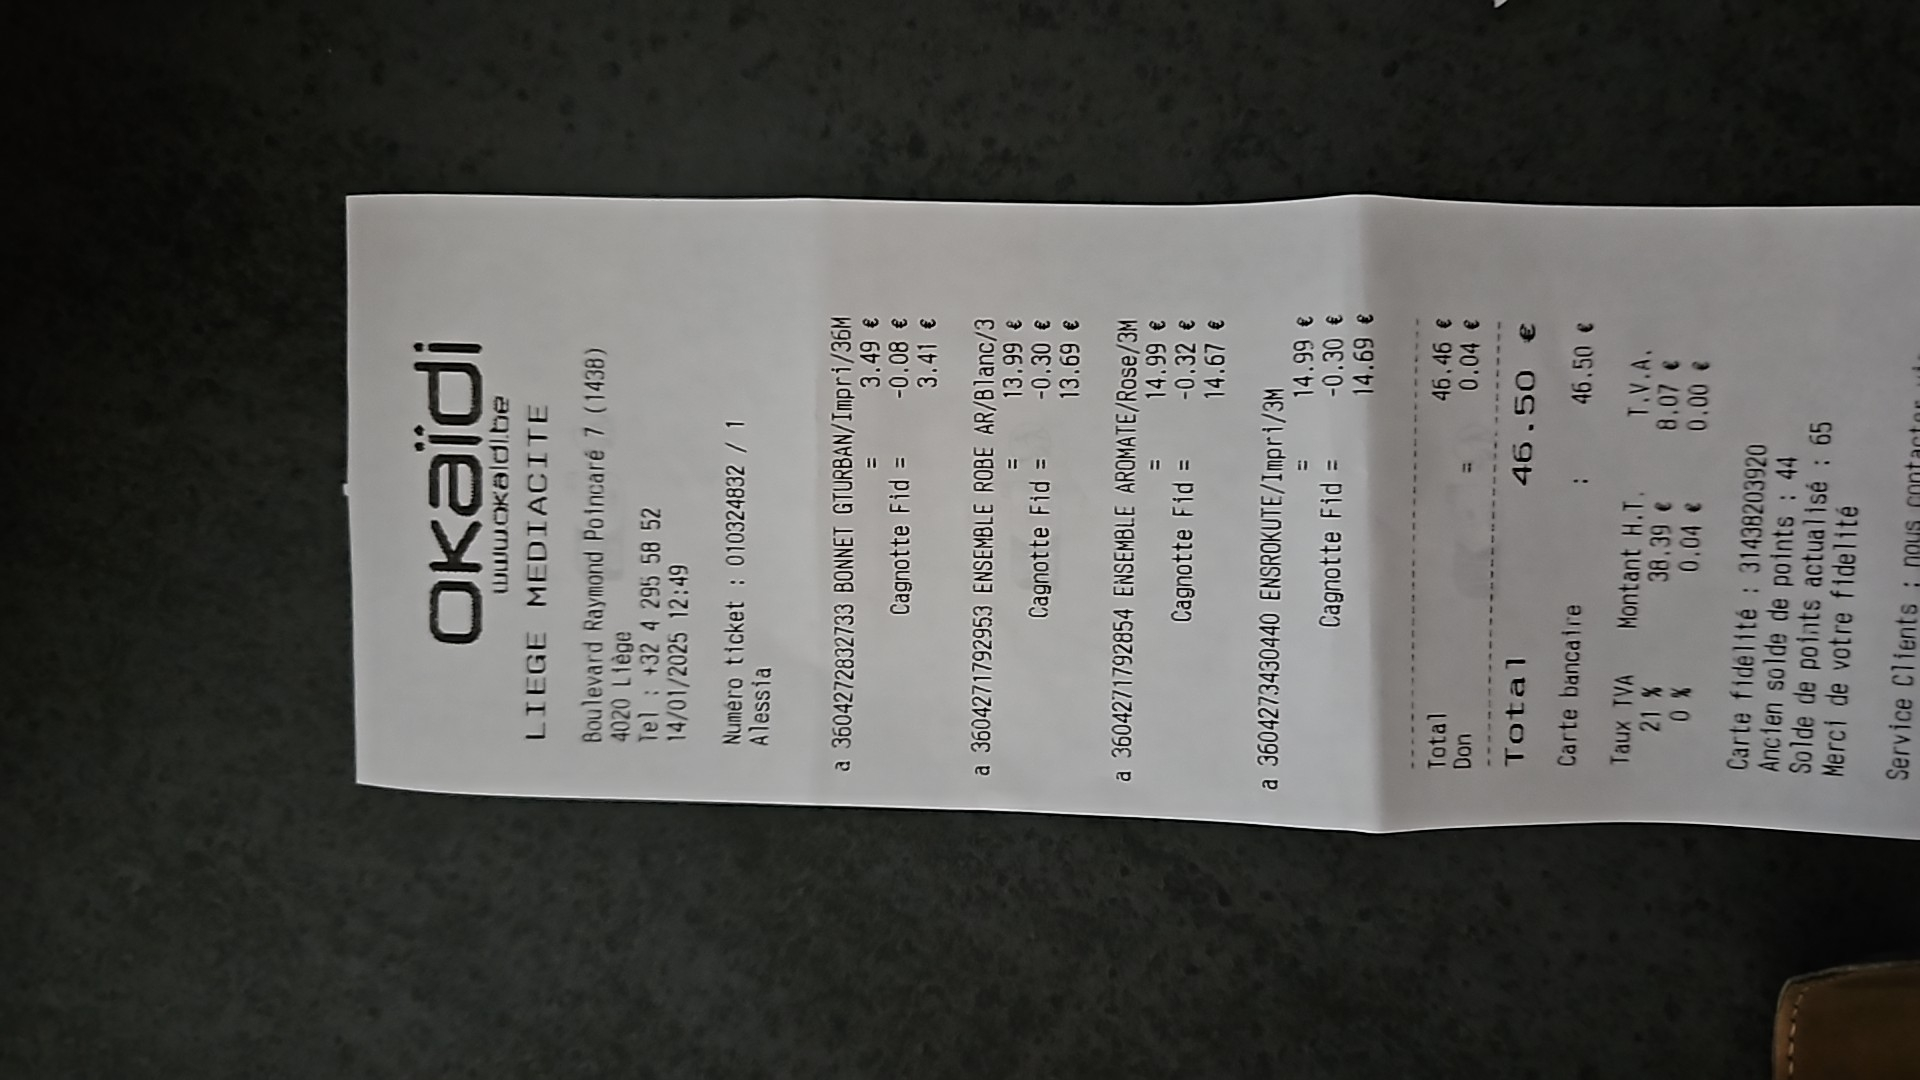 okaïdi
www.okaidi.be
LIEGE MEDIACITE
Boulevard Raymond Poincaré 7 (1438)
4020 Liège
Tel : +32 4 295 58 52
14/01/2025 12:49
Numéro ticket : 010324832 / 1
Alessia
a 3604272832733 BONNET GTURBAN/Impri/36M
= 3.49 €
Cagnotte Fid = -0.08 €
3.41 €
a 3604271792953 ENSEMBLE ROBE AR/Blanc/3
= 13.99 €
Cagnotte Fid = -0.30 €
13.69 €
a 3604271792854 ENSEMBLE AROMATE/Rose/3M
= 14.99 €
Cagnotte Fid = -0.32 €
14.67 €
a 3604273430440 ENSROKUTE/Impri/3M
= 14.99 €
Cagnotte Fid = -0.30 €
14.69 €
Total 46.46 €
Don = 0.04 €
Total 46.50 €
Carte bancaire : 46.50 €
Taux TVA Montant H.T. T.V.A.
21 % 38.39 € 8.07 €
0 % 0.04 € 0.00 €
Carte fidélité : 31438203920
Ancien solde de points : 44
Solde de points actualisé : 65
Merci de votre fidélité
Service Clients : nous contacter